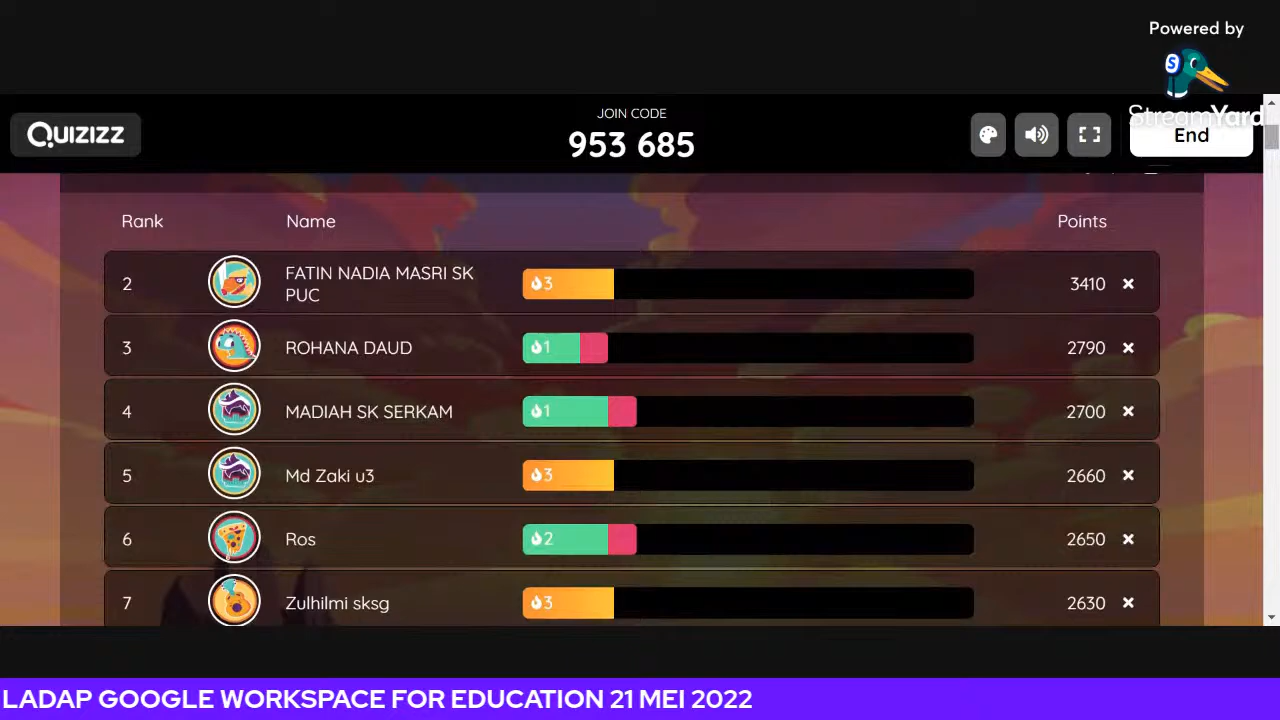 Powered by
S
StreamYard
QUIZIZZ
JOIN CODE
953 685
End
Rank Name Points
2 FATIN NADIA MASRI SK PUC 3 3410 ×
3 ROHANA DAUD 1 2790 ×
4 MADIAH SK SERKAM 1 2700 ×
5 Md Zaki u3 3 2660 ×
6 Ros 2 2650 ×
7 Zulhilmi sksg 3 2630 ×
LADAP GOOGLE WORKSPACE FOR EDUCATION 21 MEI 2022